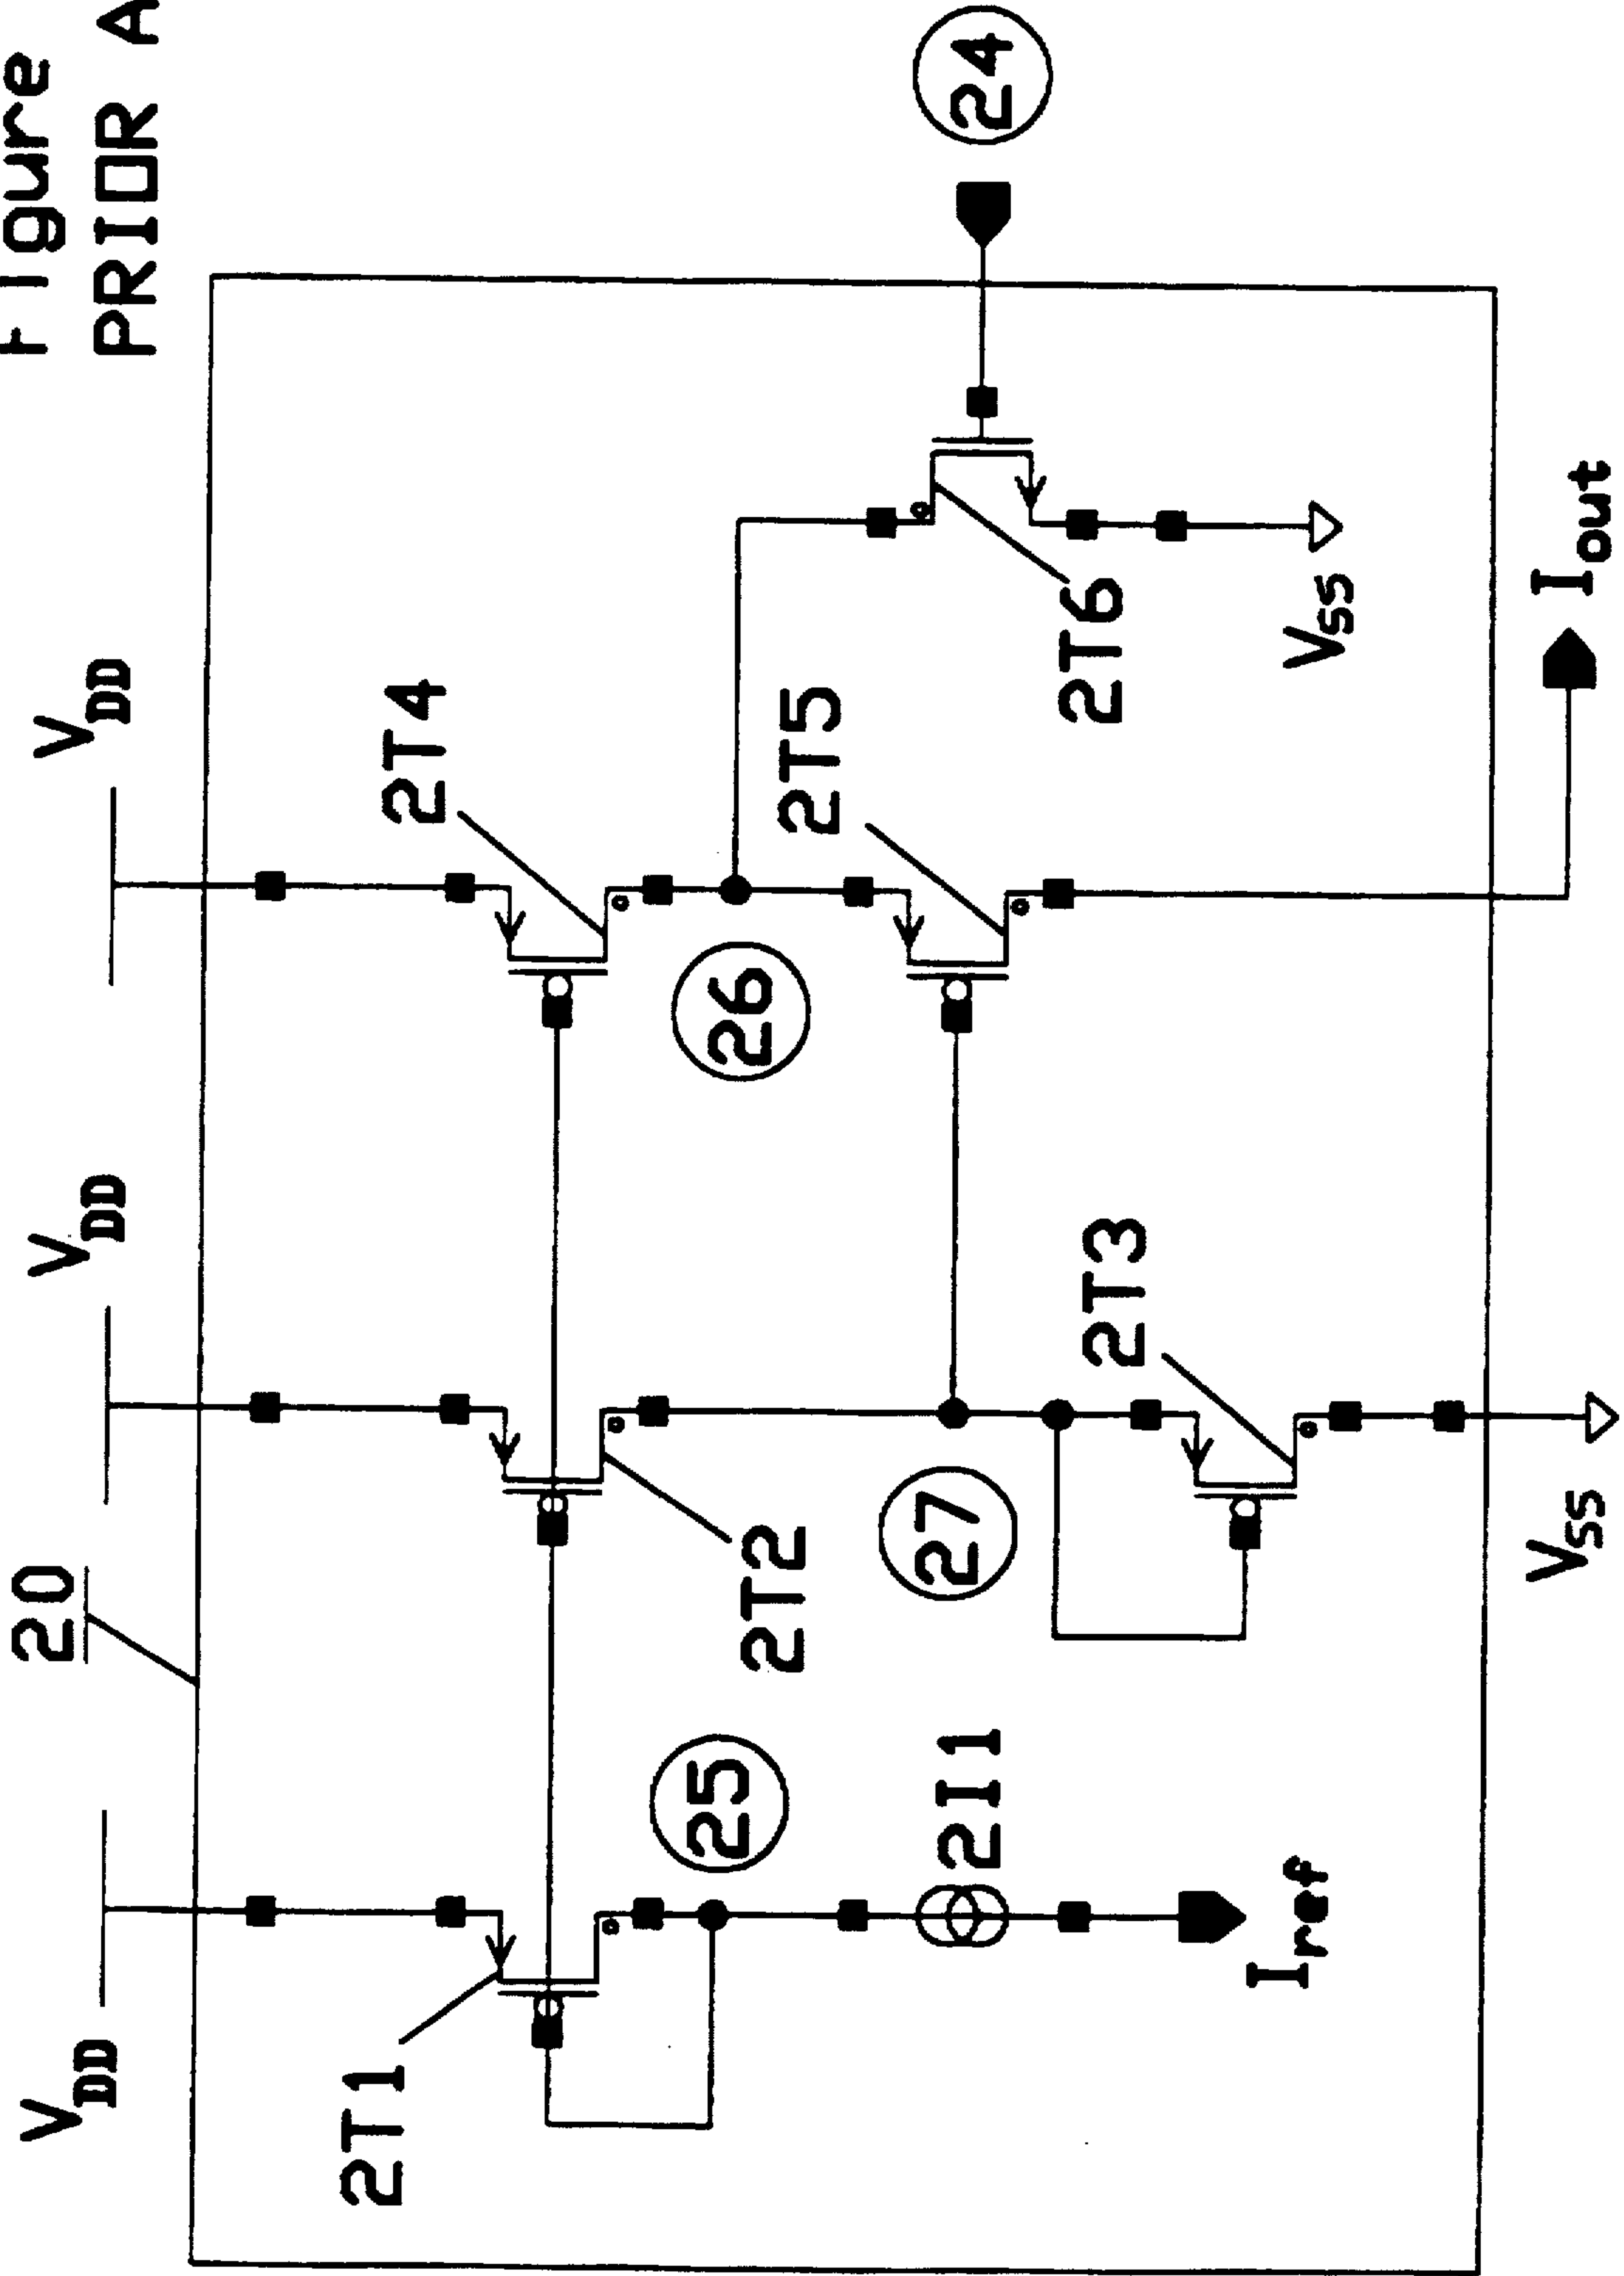 Figure
PRIOR A
20
VDD
VDD
VDD
2T1
2T4
25
26
2T2
2T5
27
24
2I1
2T3
2T6
Iref
VSS
VSS
Iout